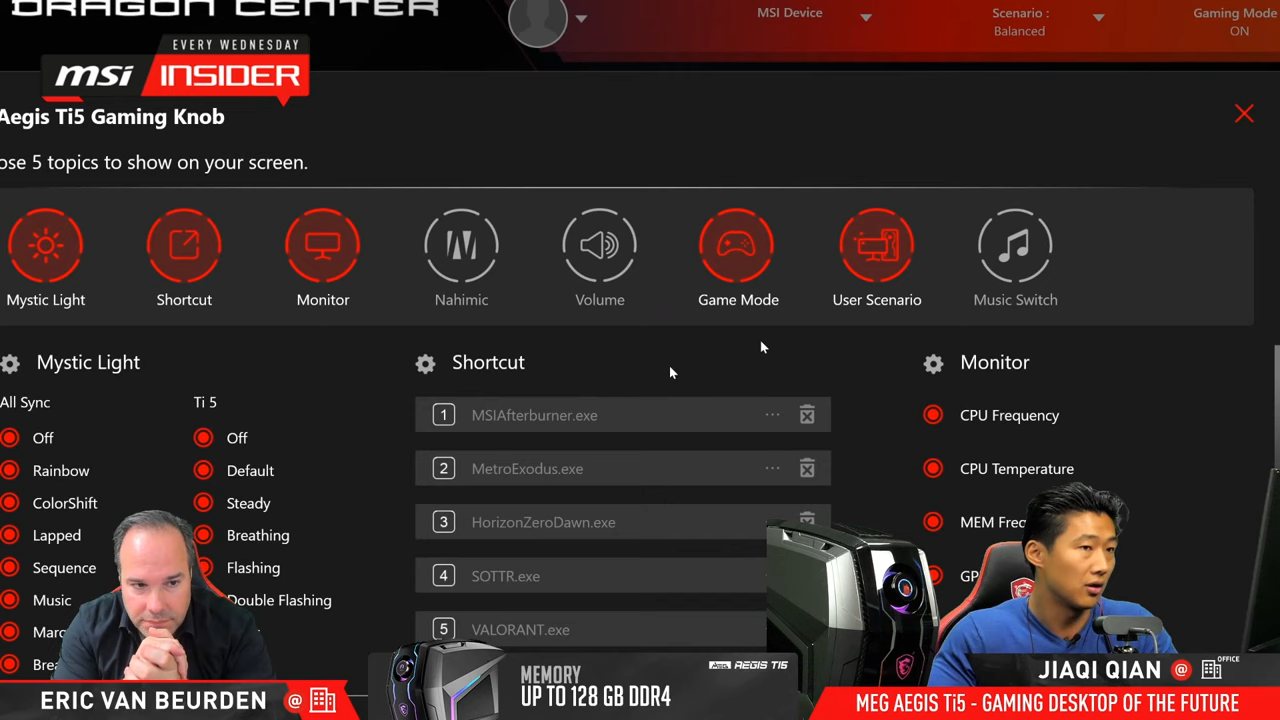 DRAGON CENTER
MSI Device
Scenario :
Balanced
Gaming Mode
ON
EVERY WEDNESDAY
msi INSIDER
Aegis Ti5 Gaming Knob
ose 5 topics to show on your screen.
Mystic Light
Shortcut
Monitor
Nahimic
Volume
Game Mode
User Scenario
Music Switch
Mystic Light
All Sync
Off
Rainbow
ColorShift
Lapped
Sequence
Music
Marq
Brea
Ti 5
Off
Default
Steady
Breathing
Flashing
Double Flashing
Shortcut
1 MSIAfterburner.exe ...
2 MetroExodus.exe ...
3 HorizonZeroDawn.exe
4 SOTTR.exe
5 VALORANT.exe
Monitor
CPU Frequency
CPU Temperature
MEM Freq
GP
ERIC VAN BEURDEN @
MEMORY
UP TO 128 GB DDR4
AEGIS Ti5
JIAQI QIAN @ OFFICE
MEG AEGIS Ti5 - GAMING DESKTOP OF THE FUTURE